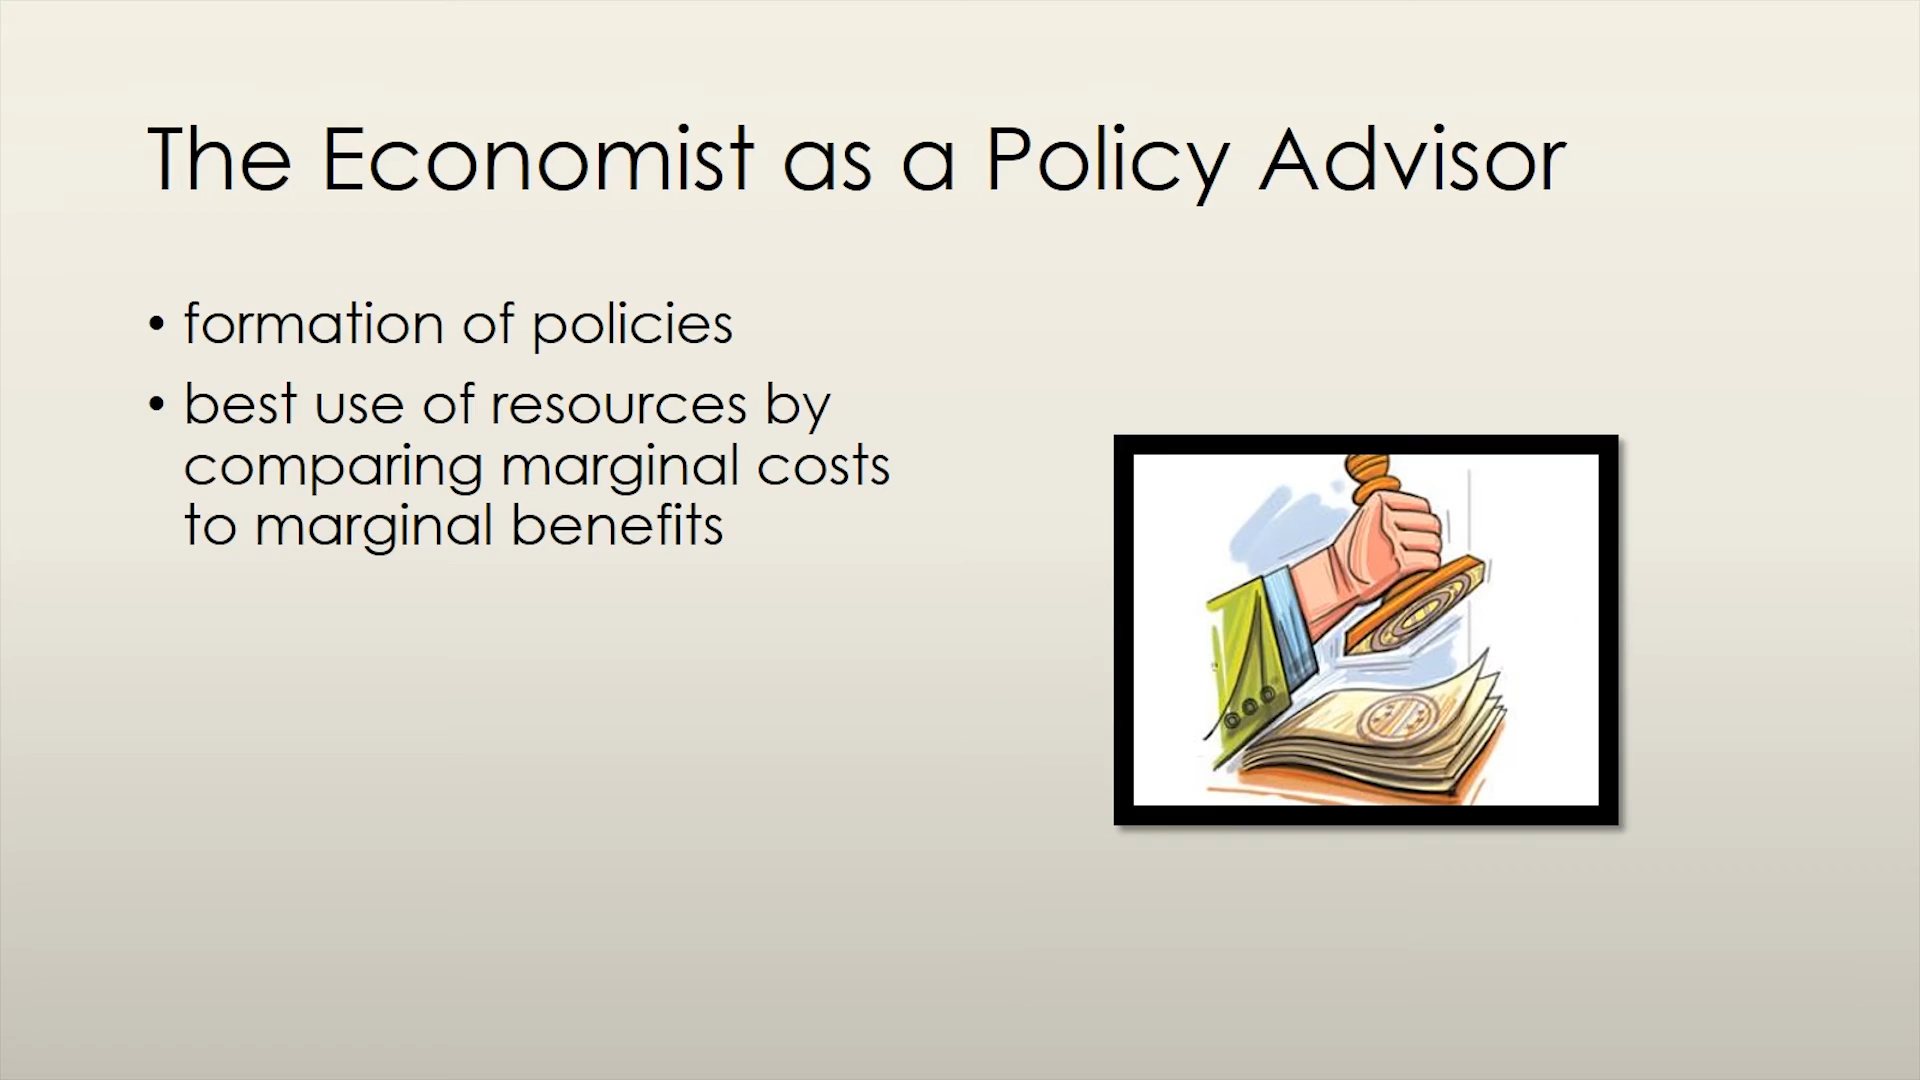 The Economist as a Policy Advisor
• formation of policies
• best use of resources by
comparing marginal costs
to marginal benefits